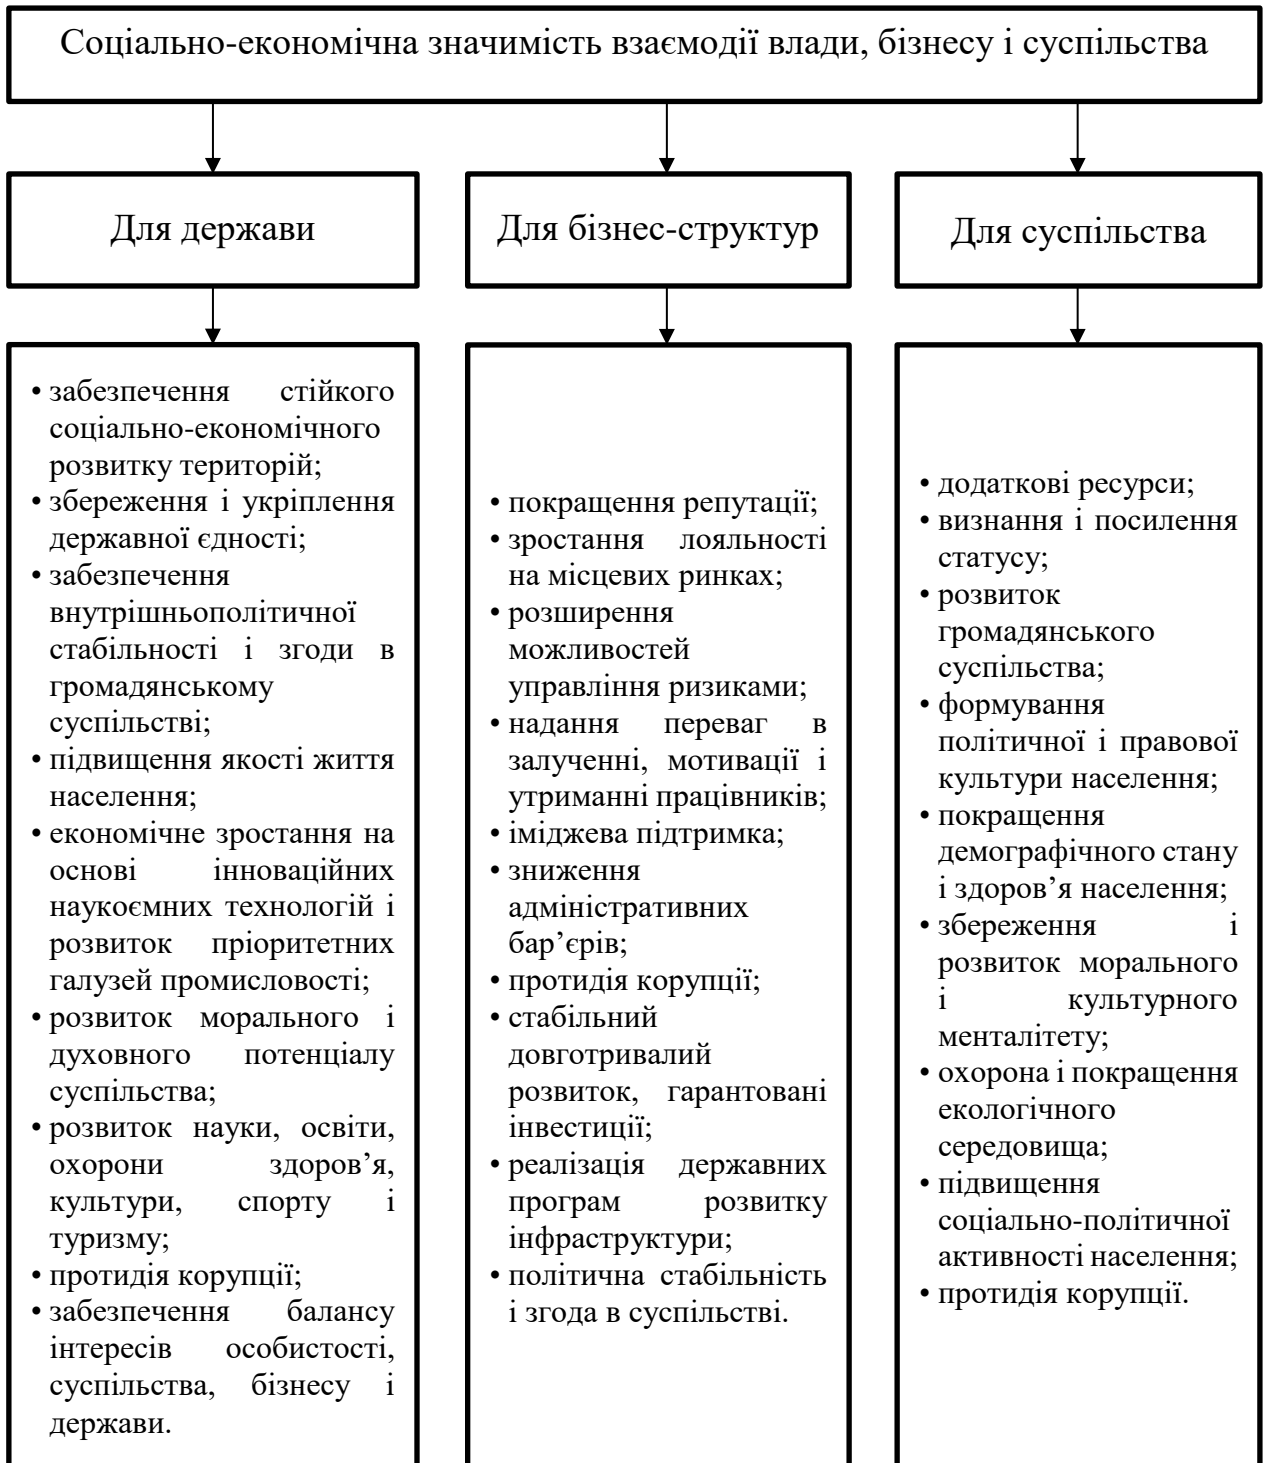 Соціально-економічна значимість взаємодії влади, бізнесу і суспільства
Для держави
• забезпечення стійкого
соціально-економічного
розвитку територій;
• збереження і укріплення
державної єдності;
• забезпечення
внутрішньополітичної
стабільності і згоди в
громадянському
суспільстві;
• підвищення якості життя
населення;
• економічне зростання на
основі інноваційних
наукоємних технологій і
розвиток пріоритетних
галузей промисловості;
• розвиток морального і
духовного потенціалу
суспільства;
• розвиток науки, освіти,
охорони здоров’я,
культури, спорту і
туризму;
• протидія корупції;
• забезпечення балансу
інтересів особистості,
суспільства, бізнесу і
держави.
Для бізнес-структур
• покращення репутації;
• зростання лояльності
на місцевих ринках;
• розширення
можливостей
управління ризиками;
• надання переваг в
залученні, мотивації і
утриманні працівників;
• іміджева підтримка;
• зниження
адміністративних
бар’єрів;
• протидія корупції;
• стабільний
довготривалий
розвиток, гарантовані
інвестиції;
• реалізація державних
програм розвитку
інфраструктури;
• політична стабільність
і згода в суспільстві.
Для суспільства
• додаткові ресурси;
• визнання і посилення
статусу;
• розвиток
громадянського
суспільства;
• формування
політичної і правової
культури населення;
• покращення
демографічного стану
і здоров’я населення;
• збереження і
розвиток морального
і культурного
менталітету;
• охорона і покращення
екологічного
середовища;
• підвищення
соціально-політичної
активності населення;
• протидія корупції.